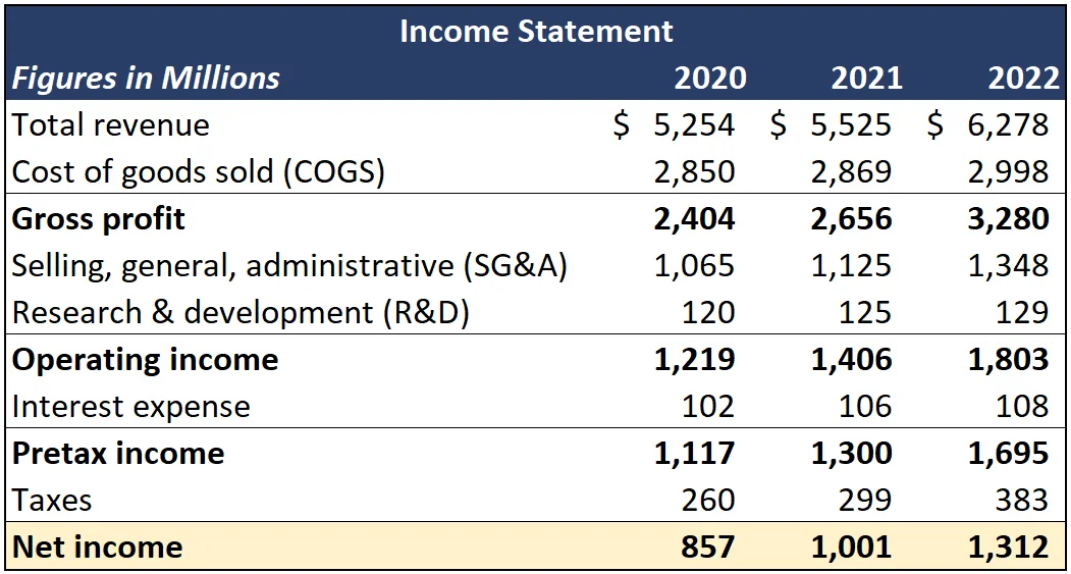 Income Statement
Figures in Millions 2020 2021 2022
Total revenue $ 5,254 $ 5,525 $ 6,278
Cost of goods sold (COGS) 2,850 2,869 2,998
Gross profit 2,404 2,656 3,280
Selling, general, administrative (SG&A) 1,065 1,125 1,348
Research & development (R&D) 120 125 129
Operating income 1,219 1,406 1,803
Interest expense 102 106 108
Pretax income 1,117 1,300 1,695
Taxes 260 299 383
Net income 857 1,001 1,312